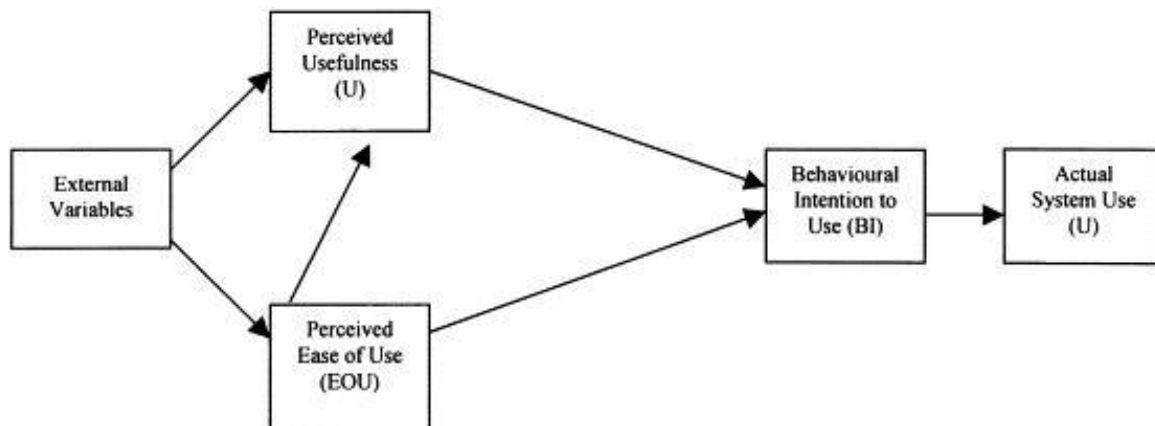 Perceived
Usefulness
(U)
External
Variables
Behavioural
Intention to
Use (BI)
Actual
System Use
(U)
Perceived
Ease of Use
(EOU)